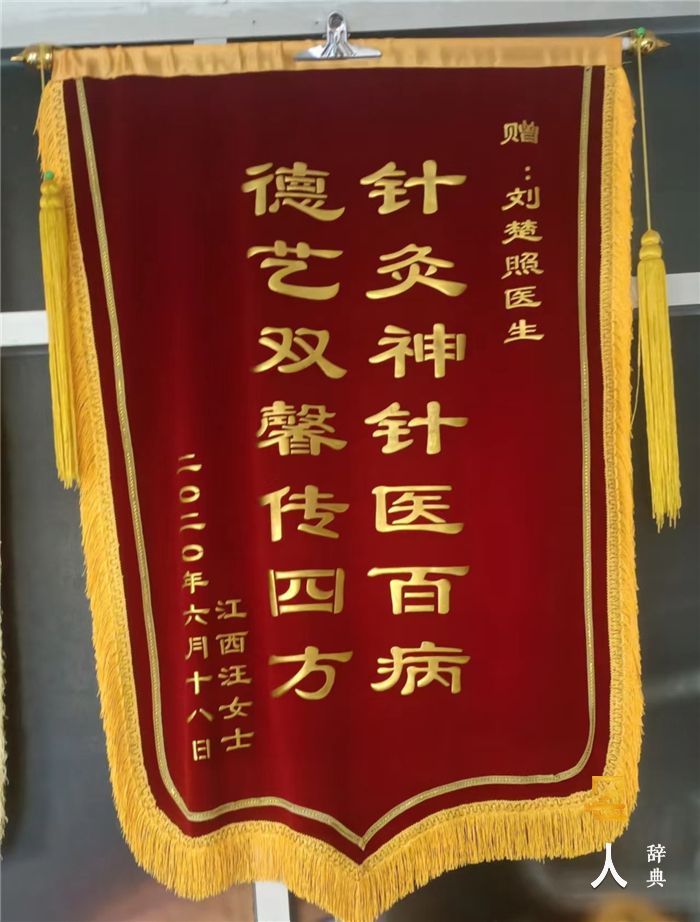 赠：刘楚照医生
针灸神针医百病
德艺双馨传四方
江西汪女士
二〇二〇年六月十八日
人
辞典